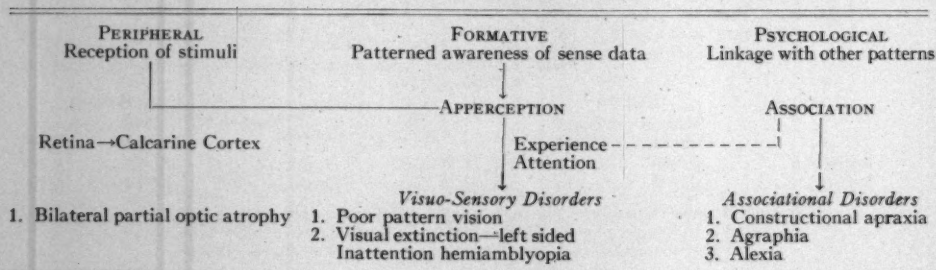 PERIPHERAL
Reception of stimuli
FORMATIVE
Patterned awareness of sense data
PSYCHOLOGICAL
Linkage with other patterns
APPERCEPTION
ASSOCIATION
Retina→Calcarine Cortex
Experience
Attention
Visuo-Sensory Disorders
Associational Disorders
1. Bilateral partial optic atrophy
1. Poor pattern vision
2. Visual extinction—left sided
Inattention hemiamblyopia
1. Constructional apraxia
2. Agraphia
3. Alexia